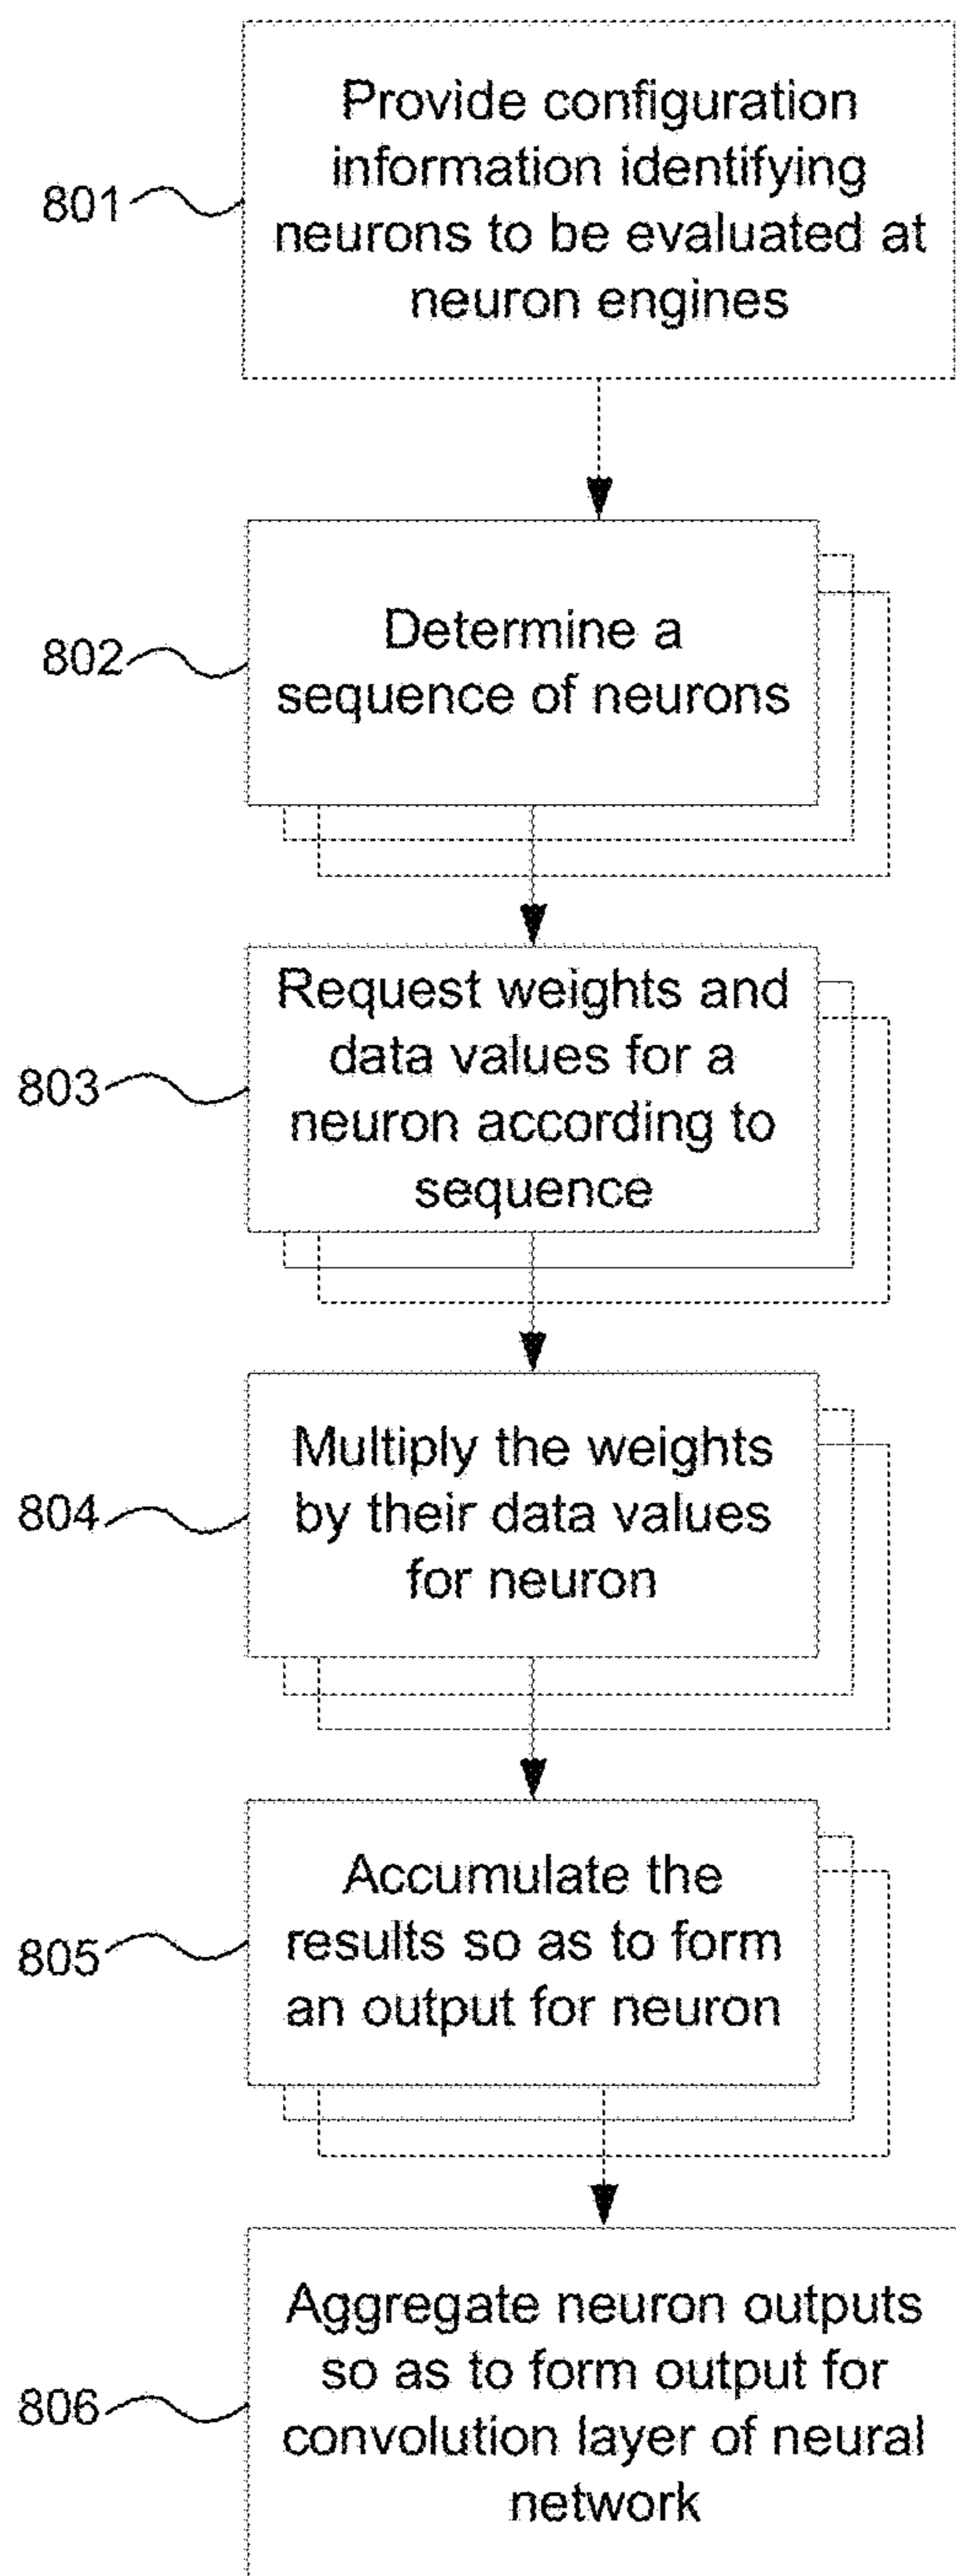 Provide configuration
information identifying
801
neurons to be evaluated at
neuron engines
Determine a
802
sequence of neurons
Request weights and
data values for a
803
neuron according to
sequence
Multiply the weights
804
by their data values
for neuron
Accumulate the
results so as to form
805
an output for neuron
Aggregate neuron outputs
so as to form output for
806
convolution layer of neural
network